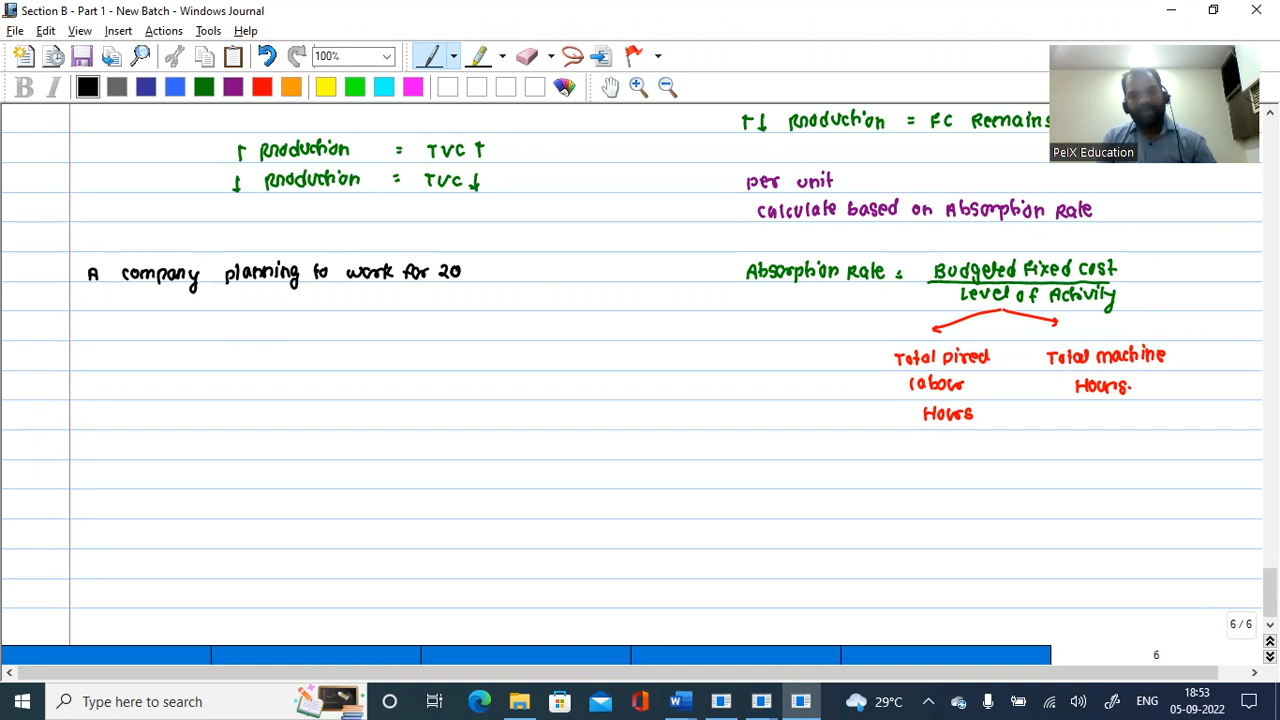 Section B - Part 1 - New Batch - Windows Journal
File Edit View Insert Actions Tools Help
100%
B I
PelX Education
↑↓ Production = FC Remains
↑ Production = TVC ↑
↓ Production = TVC ↓
per unit
calculate based on Absorption Rate
A company planning to work for 20
Absorption Rate = Budgeted Fixed Cost
Level of Activity
Total Dired Total machine
labour Hours.
Hours
6 / 6
6
Type here to search
29°C
ENG
18:53
05-09-2022